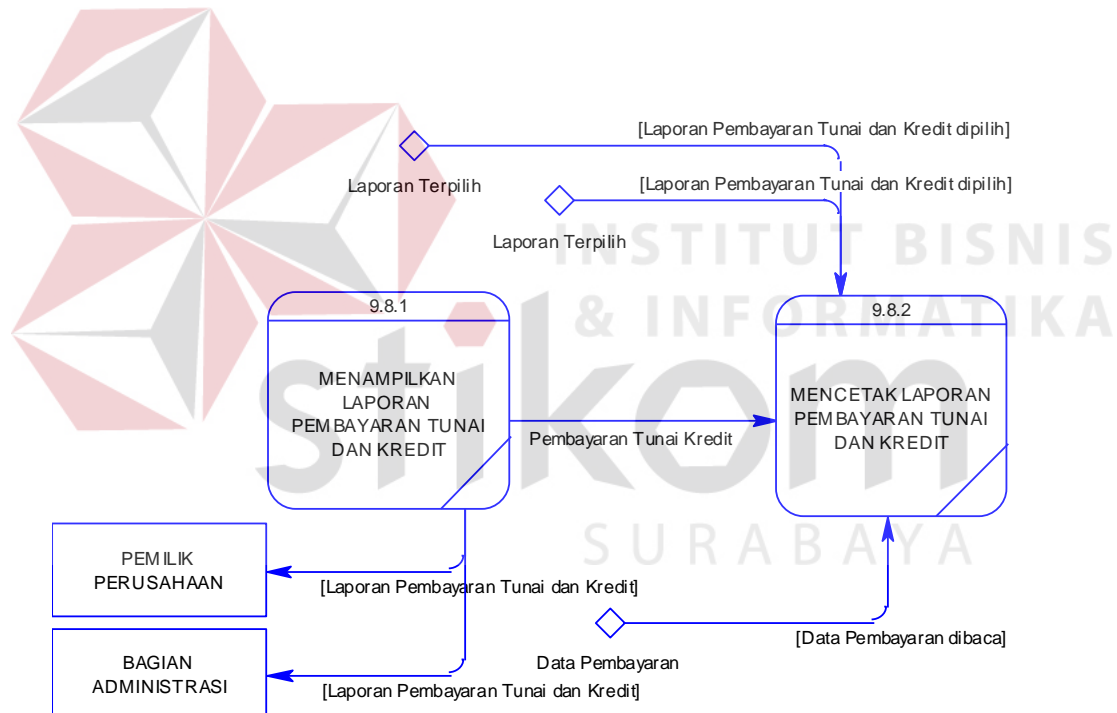 [Laporan Pembayaran Tunai dan Kredit dipilih]
Laporan Terpilih
[Laporan Pembayaran Tunai dan Kredit dipilih]
Laporan Terpilih
INSTITUT BISNIS
& INFORMATIKA
stikom
SURABAYA
9.8.1
MENAMPILKAN
LAPORAN
PEMBAYARAN TUNAI
DAN KREDIT
Pembayaran Tunai Kredit
9.8.2
MENCETAK LAPORAN
PEMBAYARAN TUNAI
DAN KREDIT
PEMILIK
PERUSAHAAN
[Laporan Pembayaran Tunai dan Kredit]
Data Pembayaran
[Data Pembayaran dibaca]
BAGIAN
ADMINISTRASI
[Laporan Pembayaran Tunai dan Kredit]